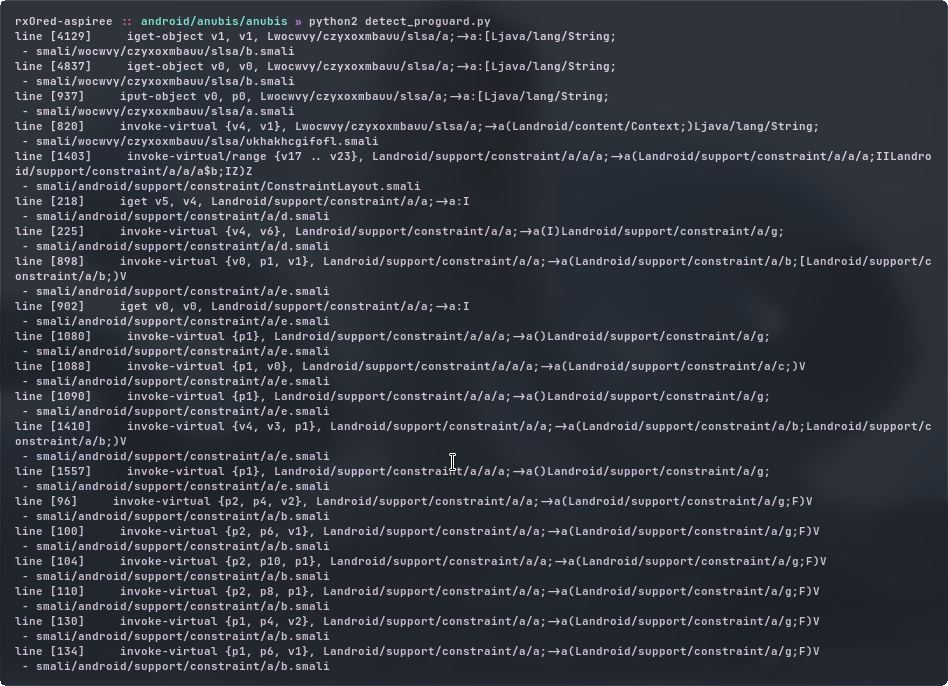 rxOred-aspiree :: android/anubis/anubis » python2 detect_proguard.py
line [4129]     iget-object v1, v1, Lwocwvy/czyxoxmbauu/slsa/a;->a:[Ljava/lang/String;
 - smali/wocwvy/czyxoxmbauu/slsa/b.smali
line [4837]     iget-object v0, v0, Lwocwvy/czyxoxmbauu/slsa/a;->a:[Ljava/lang/String;
 - smali/wocwvy/czyxoxmbauu/slsa/b.smali
line [937]     iput-object v0, p0, Lwocwvy/czyxoxmbauu/slsa/a;->a:[Ljava/lang/String;
 - smali/wocwvy/czyxoxmbauu/slsa/a.smali
line [820]     invoke-virtual {v4, v1}, Lwocwvy/czyxoxmbauu/slsa/a;->a(Landroid/content/Context;)Ljava/lang/String;
 - smali/wocwvy/czyxoxmbauu/slsa/ukhakhcgifofl.smali
line [1403]     invoke-virtual/range {v17 .. v23}, Landroid/support/constraint/a/a/a;->a(Landroid/support/constraint/a/a/a;IILandro
id/support/constraint/a/a/a$b;IZ)Z
 - smali/android/support/constraint/ConstraintLayout.smali
line [218]     iget v5, v4, Landroid/support/constraint/a/a;->a:I
 - smali/android/support/constraint/a/d.smali
line [225]     invoke-virtual {v4, v6}, Landroid/support/constraint/a/a;->a(I)Landroid/support/constraint/a/g;
 - smali/android/support/constraint/a/d.smali
line [898]     invoke-virtual {v0, p1, v1}, Landroid/support/constraint/a/a;->a(Landroid/support/constraint/a/b;[Landroid/support/c
onstraint/a/b;)V
 - smali/android/support/constraint/a/e.smali
line [902]     iget v0, v0, Landroid/support/constraint/a/a;->a:I
 - smali/android/support/constraint/a/e.smali
line [1080]     invoke-virtual {p1}, Landroid/support/constraint/a/a/a;->a()Landroid/support/constraint/a/g;
 - smali/android/support/constraint/a/e.smali
line [1088]     invoke-virtual {p1, v0}, Landroid/support/constraint/a/a/a;->a(Landroid/support/constraint/a/c;)V
 - smali/android/support/constraint/a/e.smali
line [1090]     invoke-virtual {p1}, Landroid/support/constraint/a/a/a;->a()Landroid/support/constraint/a/g;
 - smali/android/support/constraint/a/e.smali
line [1410]     invoke-virtual {v4, v3, p1}, Landroid/support/constraint/a/a;->a(Landroid/support/constraint/a/b;Landroid/support/c
onstraint/a/b;)V
 - smali/android/support/constraint/a/e.smali
line [1557]     invoke-virtual {p1}, Landroid/support/constraint/a/a/a;->a()Landroid/support/constraint/a/g;
 - smali/android/support/constraint/a/e.smali
line [96]     invoke-virtual {p2, p4, v2}, Landroid/support/constraint/a/a;->a(Landroid/support/constraint/a/g;F)V
 - smali/android/support/constraint/a/b.smali
line [100]     invoke-virtual {p2, p6, v1}, Landroid/support/constraint/a/a;->a(Landroid/support/constraint/a/g;F)V
 - smali/android/support/constraint/a/b.smali
line [104]     invoke-virtual {p2, p10, p1}, Landroid/support/constraint/a/a;->a(Landroid/support/constraint/a/g;F)V
 - smali/android/support/constraint/a/b.smali
line [110]     invoke-virtual {p2, p8, p1}, Landroid/support/constraint/a/a;->a(Landroid/support/constraint/a/g;F)V
 - smali/android/support/constraint/a/b.smali
line [130]     invoke-virtual {p1, p4, v2}, Landroid/support/constraint/a/a;->a(Landroid/support/constraint/a/g;F)V
 - smali/android/support/constraint/a/b.smali
line [134]     invoke-virtual {p1, p6, v1}, Landroid/support/constraint/a/a;->a(Landroid/support/constraint/a/g;F)V
 - smali/android/support/constraint/a/b.smali